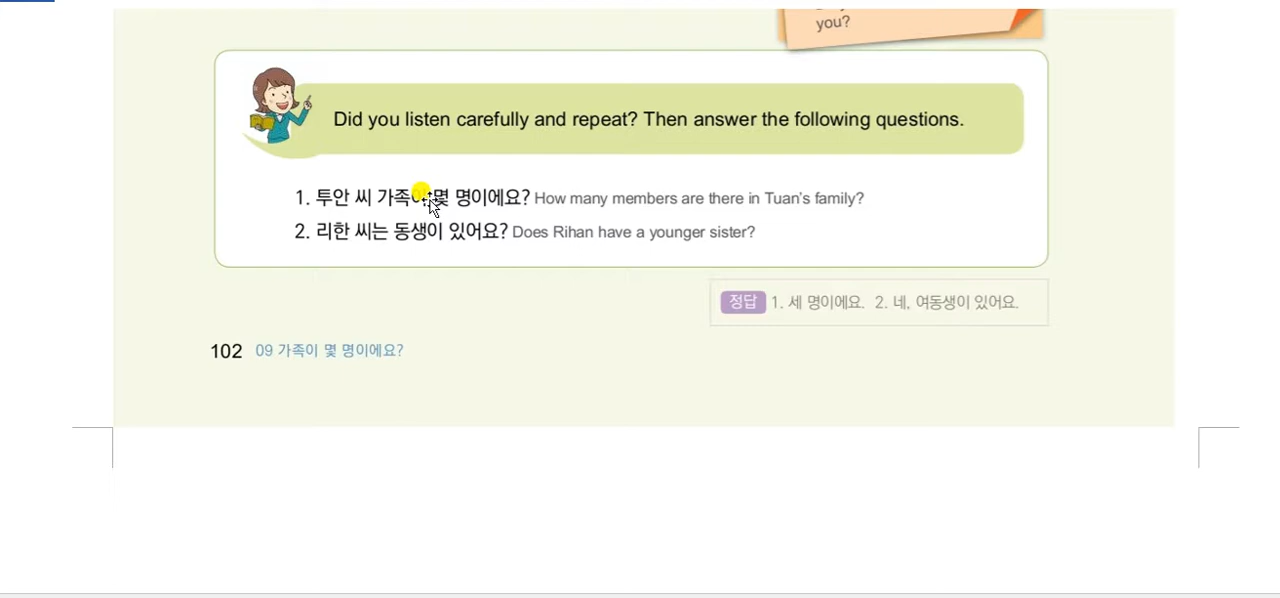 you?
Did you listen carefully and repeat? Then answer the following questions.
1. 투안 씨 가족이 몇 명이에요? How many members are there in Tuan's family?
2. 리한 씨는 동생이 있어요? Does Rihan have a younger sister?
정답 1. 세 명이에요. 2. 네, 여동생이 있어요.
102 09 가족이 몇 명이에요?